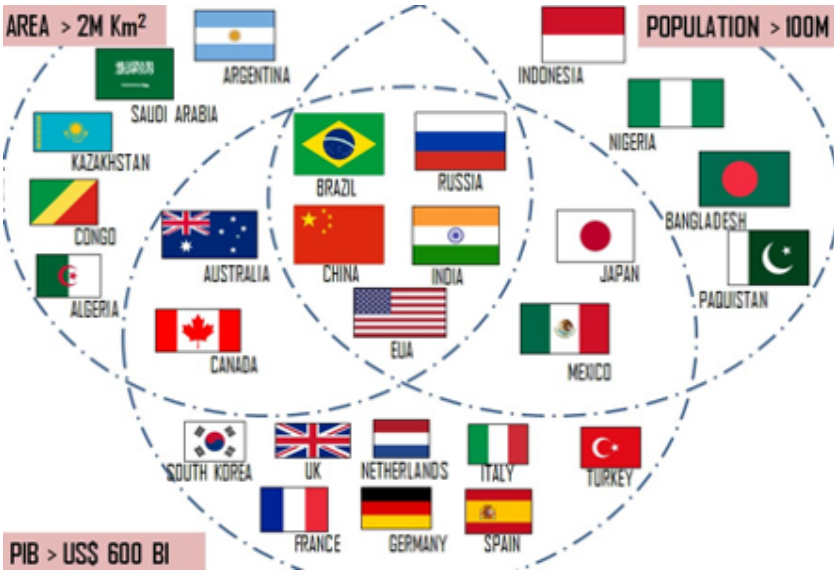 AREA > 2M Km²
POPULATION > 100M
ARGENTINA
INDONESIA
SAUDI ARABIA
NIGERIA
KAZAKHSTAN
BRAZIL
RUSSIA
CONGO
BANGLADESH
AUSTRALIA
CHINA
INDIA
JAPAN
ALGERIA
PAQUISTAN
CANADA
EUA
MEXICO
SOUTH KOREA
UK
NETHERLANDS
ITALY
TURKEY
FRANCE
GERMANY
SPAIN
PIB > US$ 600 BI